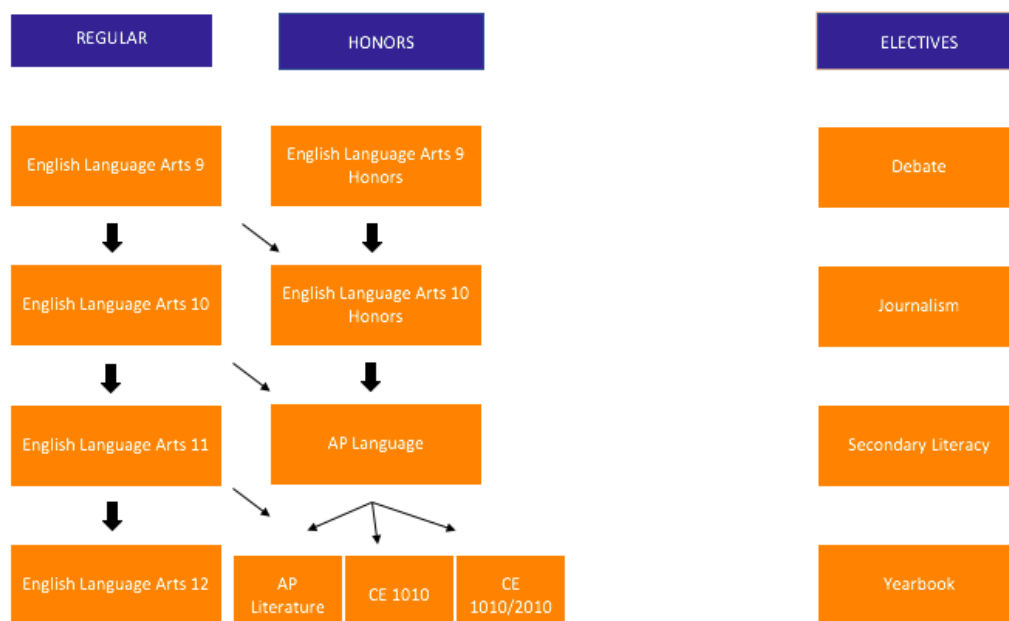 REGULAR
HONORS
ELECTIVES
English Language Arts 9
English Language Arts 9
Honors
Debate
English Language Arts 10
English Language Arts 10
Honors
Journalism
English Language Arts 11
AP Language
Secondary Literacy
English Language Arts 12
AP
Literature
CE 1010
CE
1010/2010
Yearbook